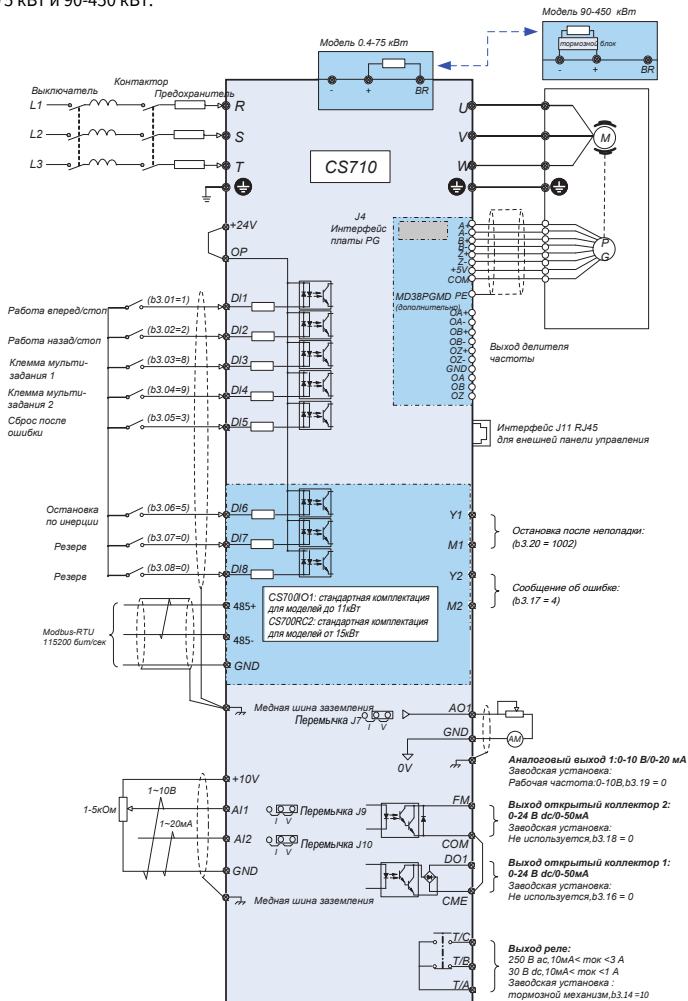 75 кВт и 90-450 кВт.
Модель 90-450 кВт
Модель 0.4-75 кВт
тормозной блок
- + BR
- + BR
Выключатель
Контактор
Предохранитель
L1
R
U
L2
S
V
M
L3
T
W
CS710
+24V
OP
J4
Интерфейс
платы PG
A+
A-
B+
B-
Z+
Z-
+5V
COM
P
G
MD38PGMD
(дополнительно)
PE
OA+
OA-
OB+
OB-
OZ+
OZ-
GND
OA
OB
OZ
Выход делителя
частоты
Работа вперед/стоп
(b3.01=1)
DI1
Работа назад/стоп
(b3.02=2)
DI2
Клемма мульти-
задания 1
(b3.03=8)
DI3
Клемма мульти-
задания 2
(b3.04=9)
DI4
Сброс после
ошибки
(b3.05=3)
DI5
Интерфейс J11 RJ45
для внешней панели управления
Остановка
по инерции
(b3.06=5)
DI6
Резерв
(b3.07=0)
DI7
Резерв
(b3.08=0)
DI8
Y1
M1
Остановка после неполадки:
(b3.20 = 1002)
Y2
M2
Сообщение об ошибке:
(b3.17 = 4)
CS700IO1: стандартная комплектация
для моделей до 11кВт
CS700RC2: стандартная комплектация
для моделей от 15кВт
Modbus-RTU
115200 бит/сек
485+
485-
GND
Медная шина заземления
Перемычка J7
I V
AO1
GND
0V
AM
Аналоговый выход 1:0-10 В/0-20 мА
Заводская установка:
Рабочая частота:0-10В,b3.19 = 0
+10V
1~10В
1-5кОм
AI1
Перемычка J9
I V
1~20мА
AI2
Перемычка J10
I V
GND
Медная шина заземления
FM
COM
Выход открытый коллектор 2:
0-24 В dc/0-50мА
Заводская установка:
Не используется,b3.18 = 0
DO1
CME
Выход открытый коллектор 1:
0-24 В dc/0-50мА
Заводская установка:
Не используется,b3.16 = 0
T/C
T/B
T/A
Выход реле:
250 В ac,10мА< ток <3 А
30 В dc,10мА< ток <1 А
Заводская установка :
тормозной механизм,b3.14 =10